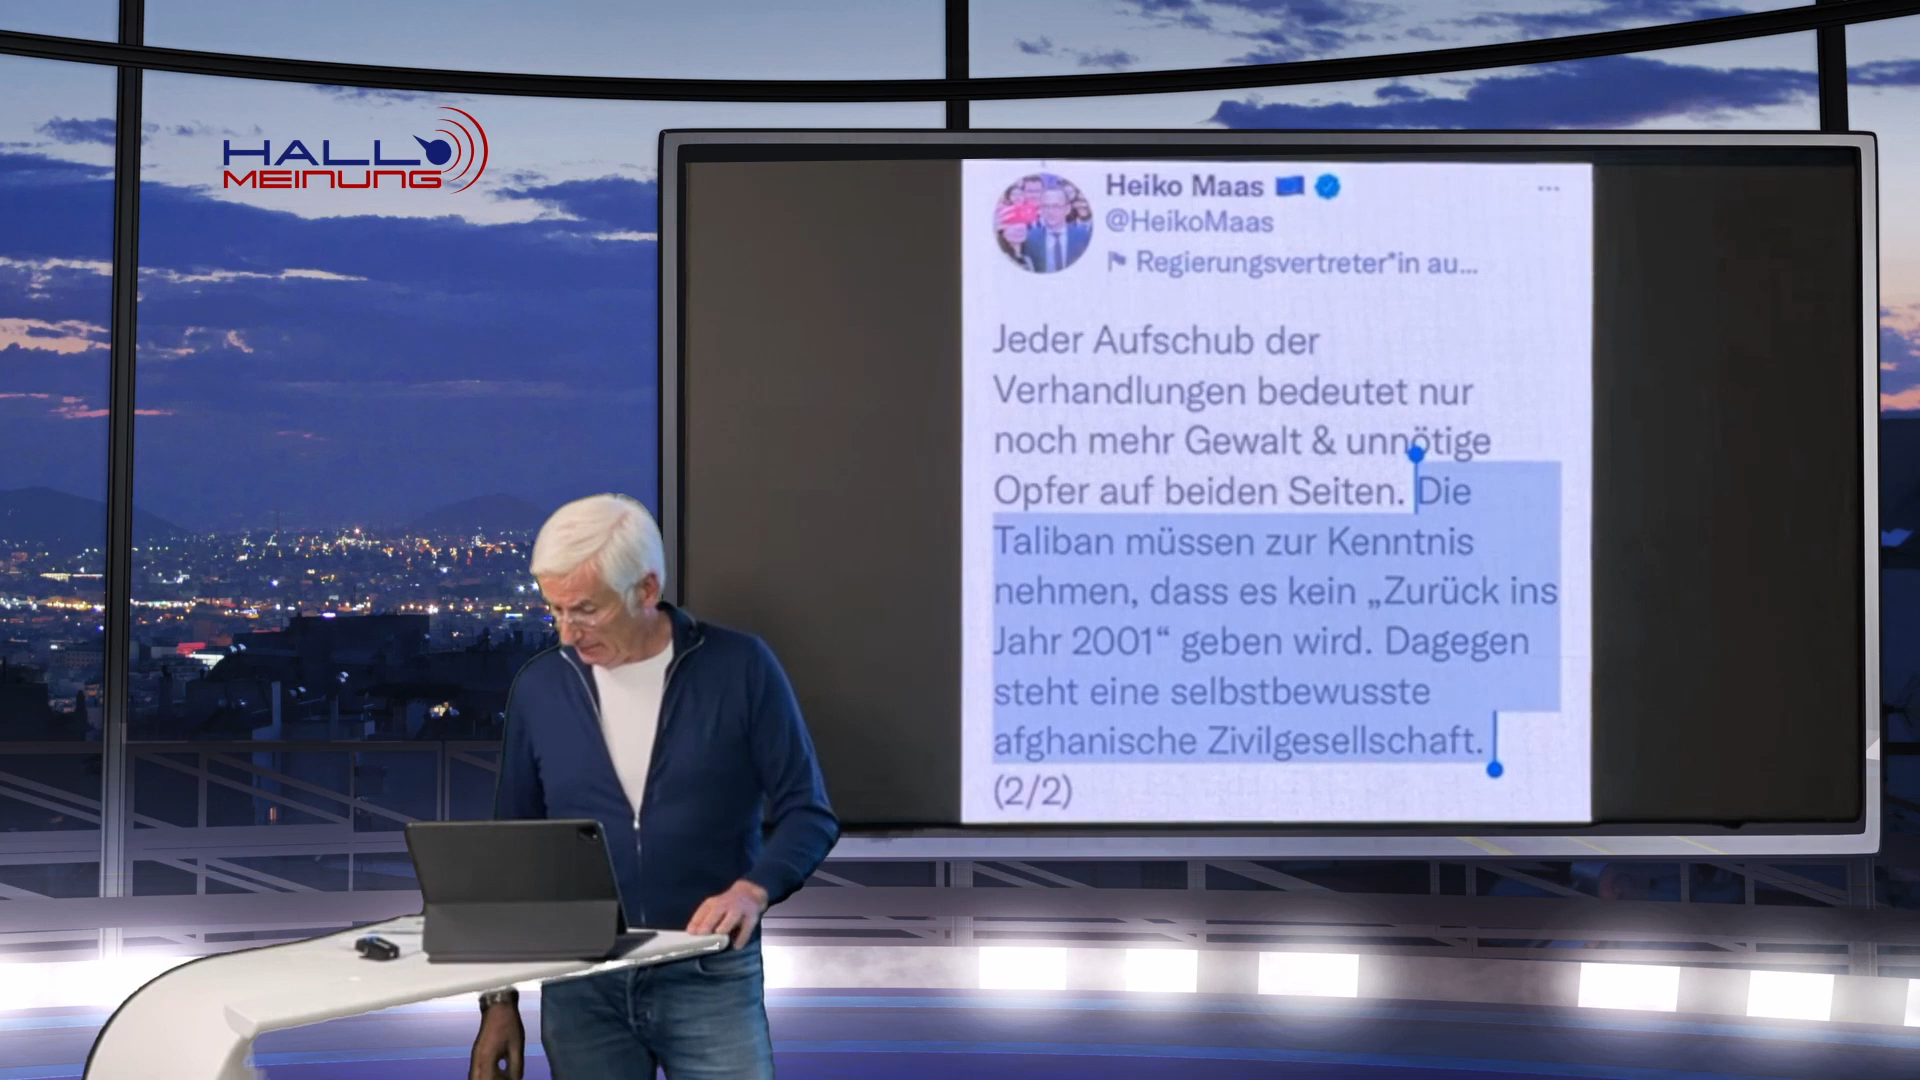 HALLO
MEINUNG
Heiko Maas
@HeikoMaas
Regierungsvertreter*in au...
Jeder Aufschub der
Verhandlungen bedeutet nur
noch mehr Gewalt & unnötige
Opfer auf beiden Seiten. Die
Taliban müssen zur Kenntnis
nehmen, dass es kein „Zurück ins
Jahr 2001“ geben wird. Dagegen
steht eine selbstbewusste
afghanische Zivilgesellschaft.
(2/2)